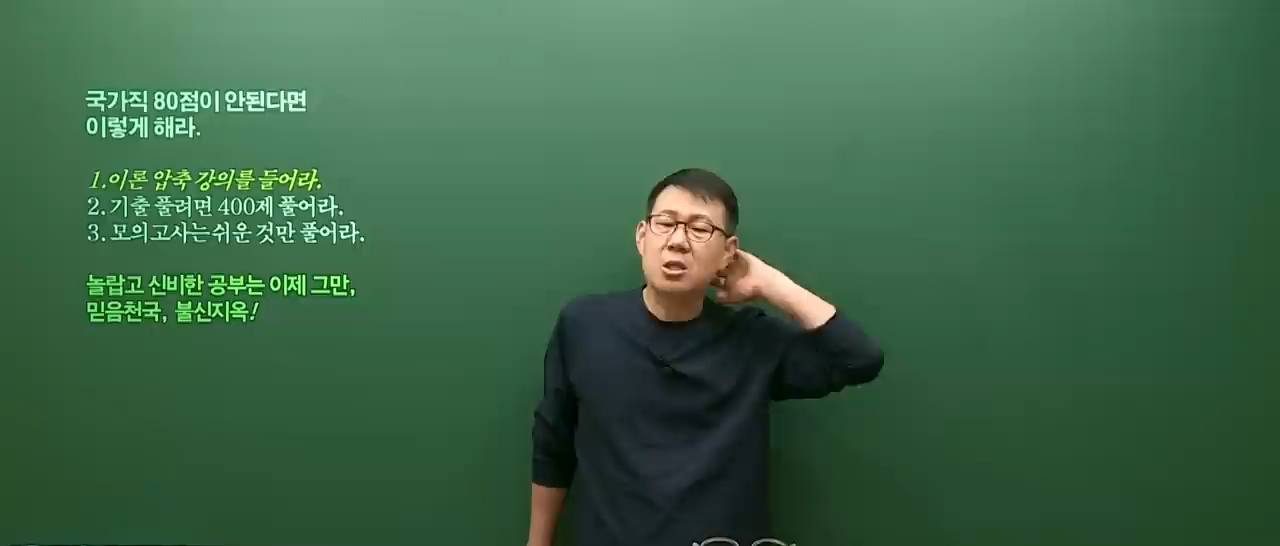 국가직 80점이 안된다면
이렇게 해라.
1.이론 압축 강의를 들어라.
2. 기출 풀려면 400제 풀어라.
3. 모의고사는 쉬운 것만 풀어라.
놀랍고 신비한 공부는 이제 그만,
믿음천국, 불신지옥!